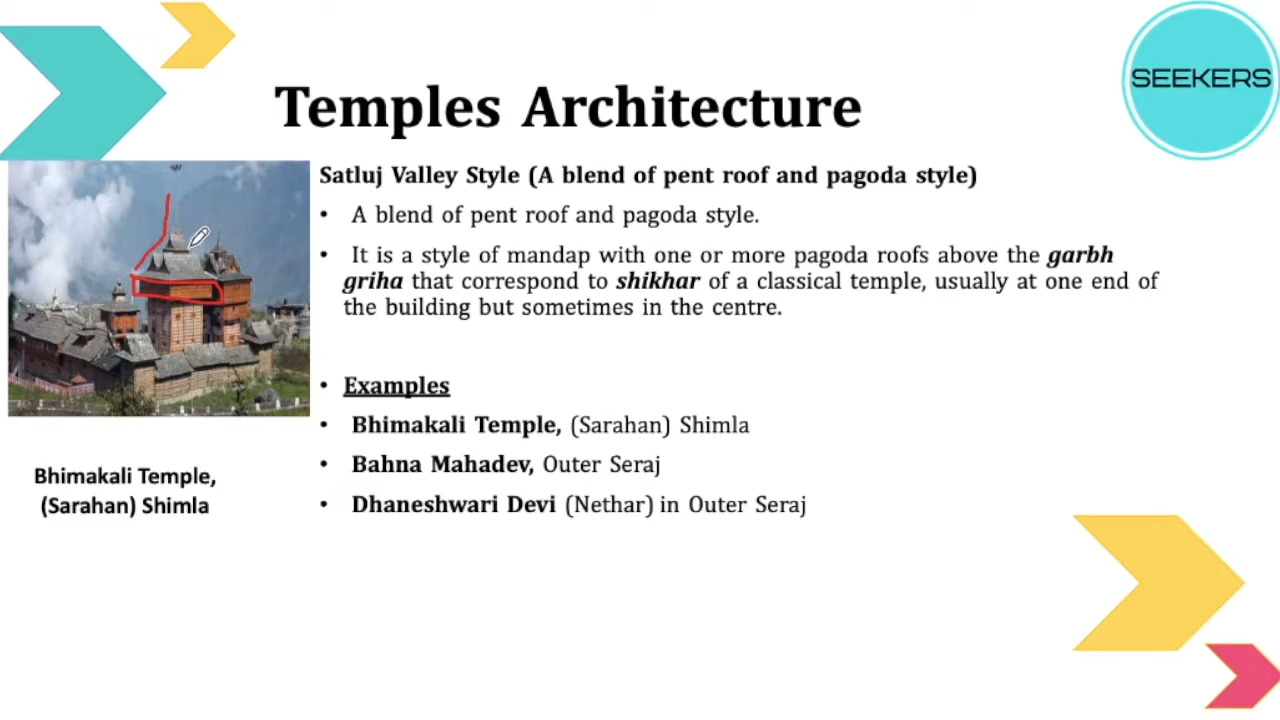 SEEKERS
Temples Architecture
Satluj Valley Style (A blend of pent roof and pagoda style)
• A blend of pent roof and pagoda style.
• It is a style of mandap with one or more pagoda roofs above the garbh
griha that correspond to shikhar of a classical temple, usually at one end of
the building but sometimes in the centre.
• Examples
• Bhimakali Temple, (Sarahan) Shimla
• Bahna Mahadev, Outer Seraj
• Dhaneshwari Devi (Nethar) in Outer Seraj
Bhimakali Temple,
(Sarahan) Shimla